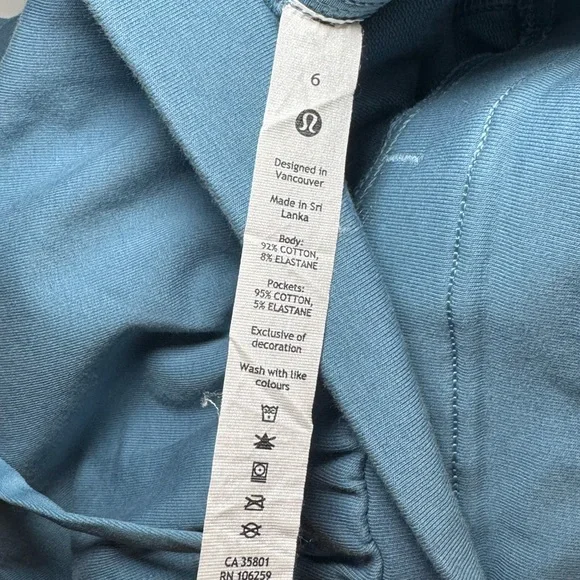 6
Designed in
Vancouver
Made in Sri
Lanka
Body:
92% COTTON,
8% ELASTANE
Pockets:
95% COTTON,
5% ELASTANE
Exclusive of
decoration
Wash with like
colours
CA 35801
RN 106259